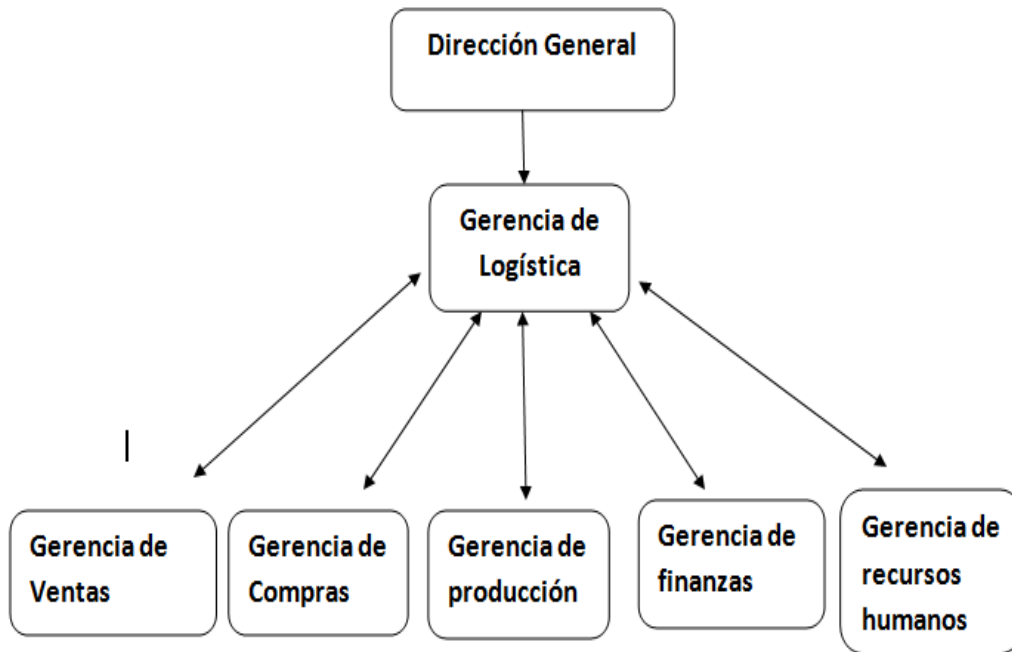 Dirección General
Gerencia de
Logística
Gerencia de
Ventas
Gerencia de
Compras
Gerencia de
producción
Gerencia de
finanzas
Gerencia de
recursos
humanos